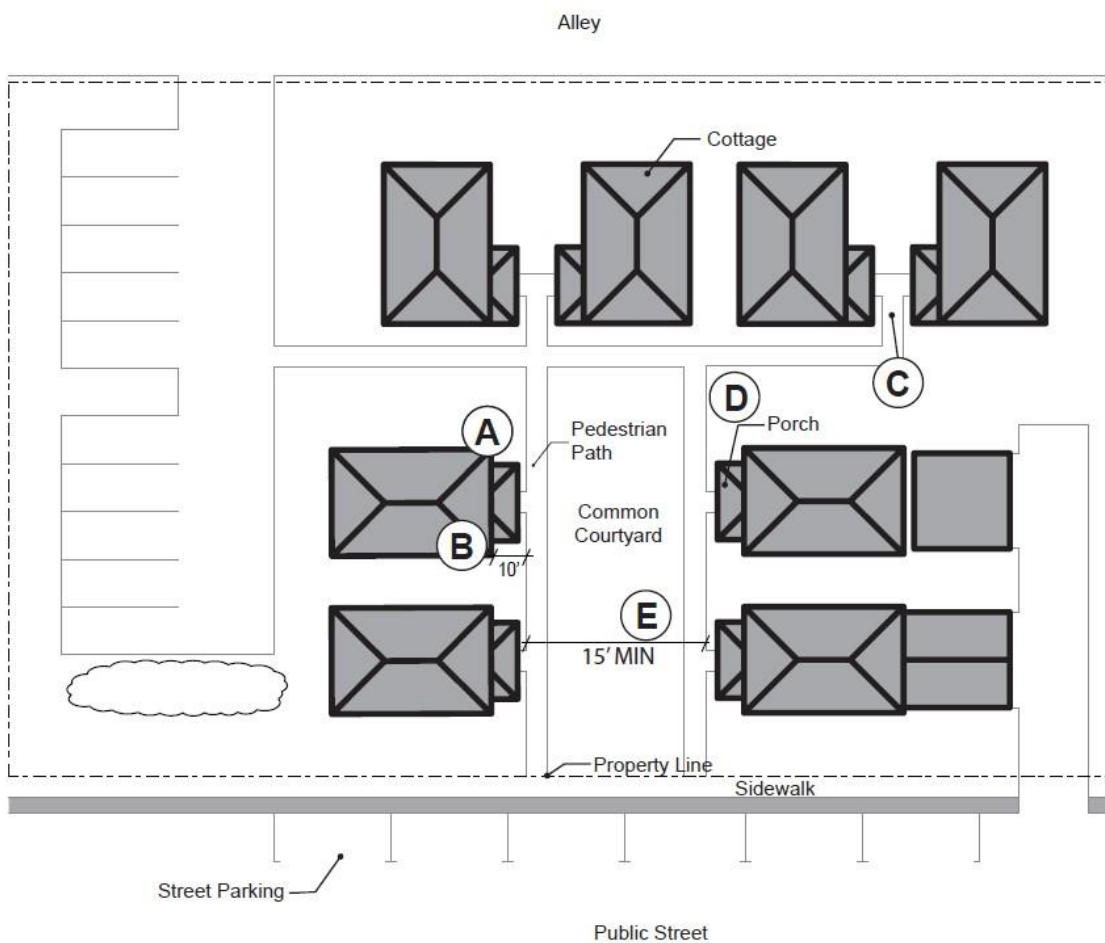 Alley
Cottage
C
D
A
Porch
Pedestrian
Path
Common
Courtyard
B
10'
E
15' MIN
Property Line
Sidewalk
Street Parking
Public Street